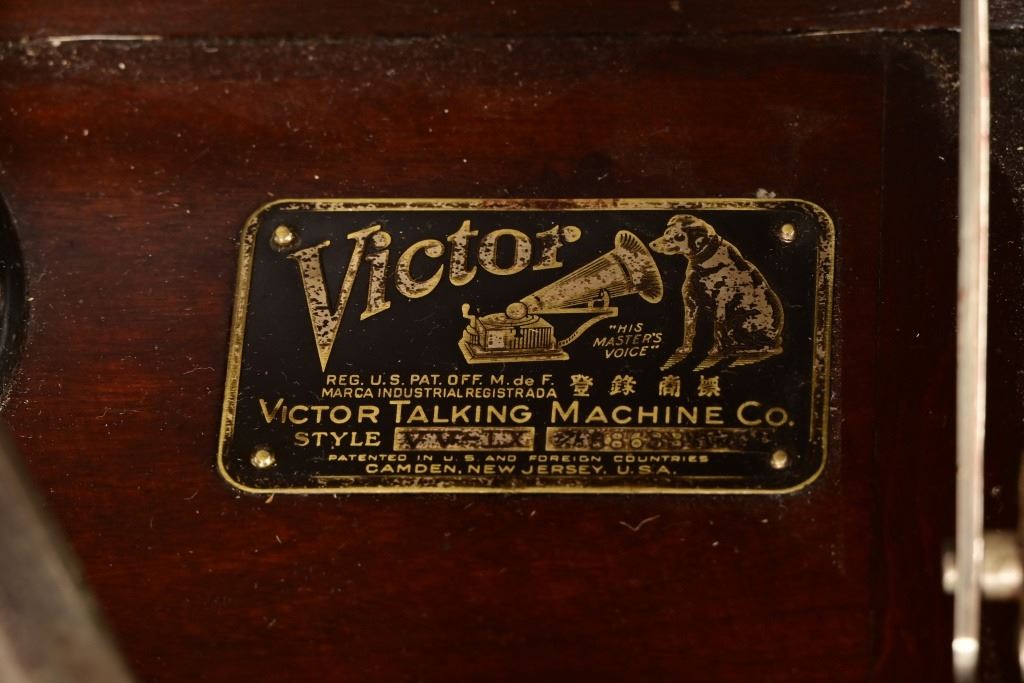 Victor
"HIS
MASTER'S
VOICE"
REG. U.S. PAT. OFF. M. de F. 登錄商標
MARCA INDUSTRIAL REGISTRADA
VICTOR TALKING MACHINE CO.
STYLE
PATENTED IN U.S. AND FOREIGN COUNTRIES
CAMDEN, NEW JERSEY, U.S.A.